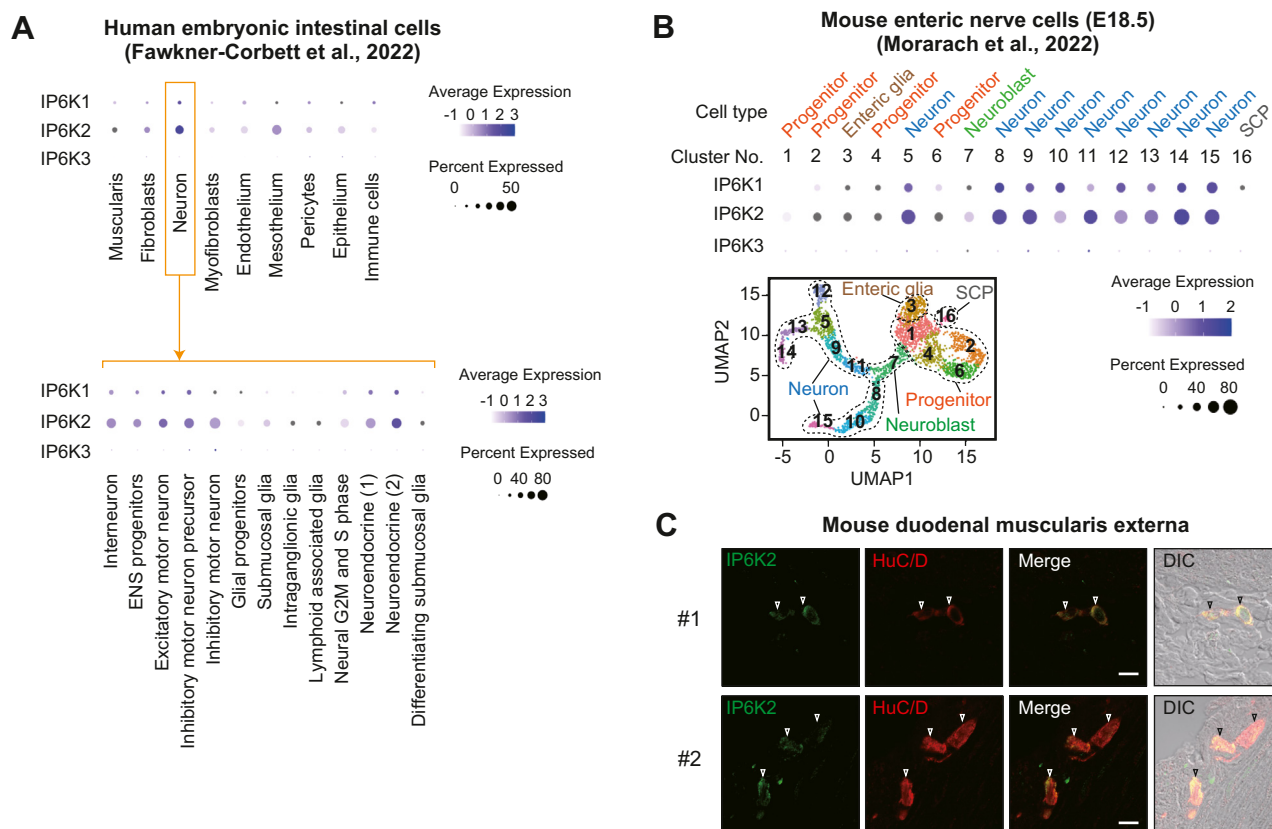 A
Human embryonic intestinal cells
(Fawkner-Corbett et al., 2022)
IP6K1
IP6K2
IP6K3
Muscularis
Fibroblasts
Neuron
Myofibroblasts
Endothelium
Mesothelium
Pericytes
Epithelium
Immune cells
Average Expression
-1 0 1 2 3
Percent Expressed
0 50
IP6K1
IP6K2
IP6K3
Interneuron
ENS progenitors
Excitatory motor neuron
Inhibitory motor neuron precursor
Inhibitory motor neuron
Glial progenitors
Submucosal glia
Intraganglionic glia
Lymphoid associated glia
Neural G2M and S phase
Neuroendocrine (1)
Neuroendocrine (2)
Differentiating submucosal glia
Average Expression
-1 0 1 2 3
Percent Expressed
0 40 80
B
Mouse enteric nerve cells (E18.5)
(Morarach et al., 2022)
Cell type
Progenitor
Progenitor
Enteric glia
Progenitor
Neuron
Progenitor
Neuroblast
Neuron
Neuron
Neuron
Neuron
Neuron
Neuron
Neuron
Neuron
SCP
Cluster No. 1 2 3 4 5 6 7 8 9 10 11 12 13 14 15 16
IP6K1
IP6K2
IP6K3
UMAP2
15
10
5
0
-5 0 5 10 15
UMAP1
12
Enteric glia
SCP
3
16
13
5
1
14
9
4
2
11
7
6
Neuron
8
Progenitor
15
10
Neuroblast
Average Expression
-1 0 1 2
Percent Expressed
0 20 40 60 80
C
Mouse duodenal muscularis externa
IP6K2 HuC/D Merge DIC
#1
IP6K2 HuC/D Merge DIC
#2